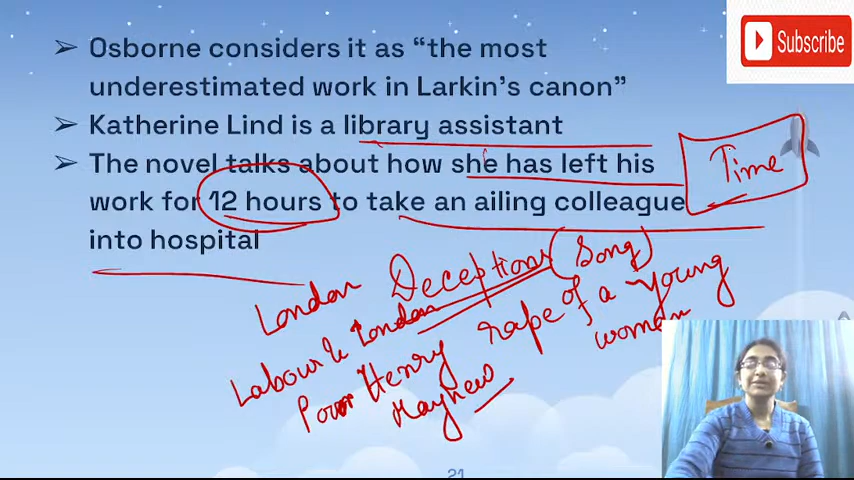 Subscribe
➢ Osborne considers it as “the most
underestimated work in Larkin’s canon”
➢ Katherine Lind is a library assistant
➢ The novel talks about how she has left his
work for 12 hours to take an ailing colleague
into hospital
Time
London Deceptions (Song)
Labour & London rape of a young
Poor Henry woman
Mayhew
21